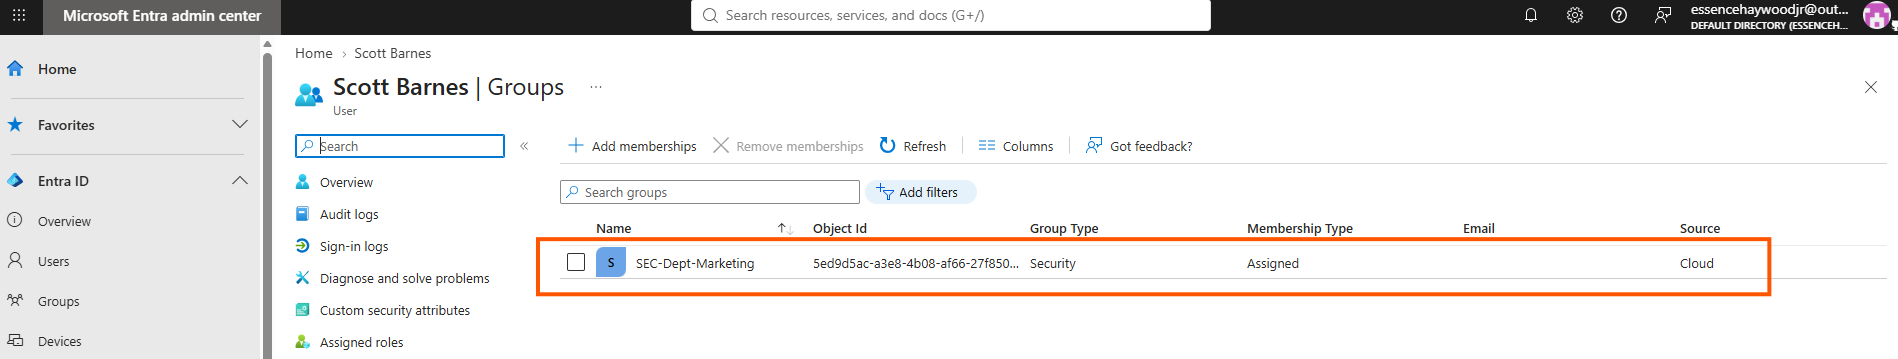 Microsoft Entra admin center
Search resources, services, and docs (G+/)
essencehaywoodjr@out...
DEFAULT DIRECTORY (ESSENCEH...
Home
Favorites
Entra ID
Overview
Users
Groups
Devices
Home > Scott Barnes
Scott Barnes | Groups ...
User
Search
«
Overview
Audit logs
Sign-in logs
Diagnose and solve problems
Custom security attributes
Assigned roles
Add memberships Remove memberships Refresh Columns Got feedback?
Search groups Add filters
Name Object Id Group Type Membership Type Email Source
S SEC-Dept-Marketing 5ed9d5ac-a3e8-4b08-af66-27f850... Security Assigned Cloud